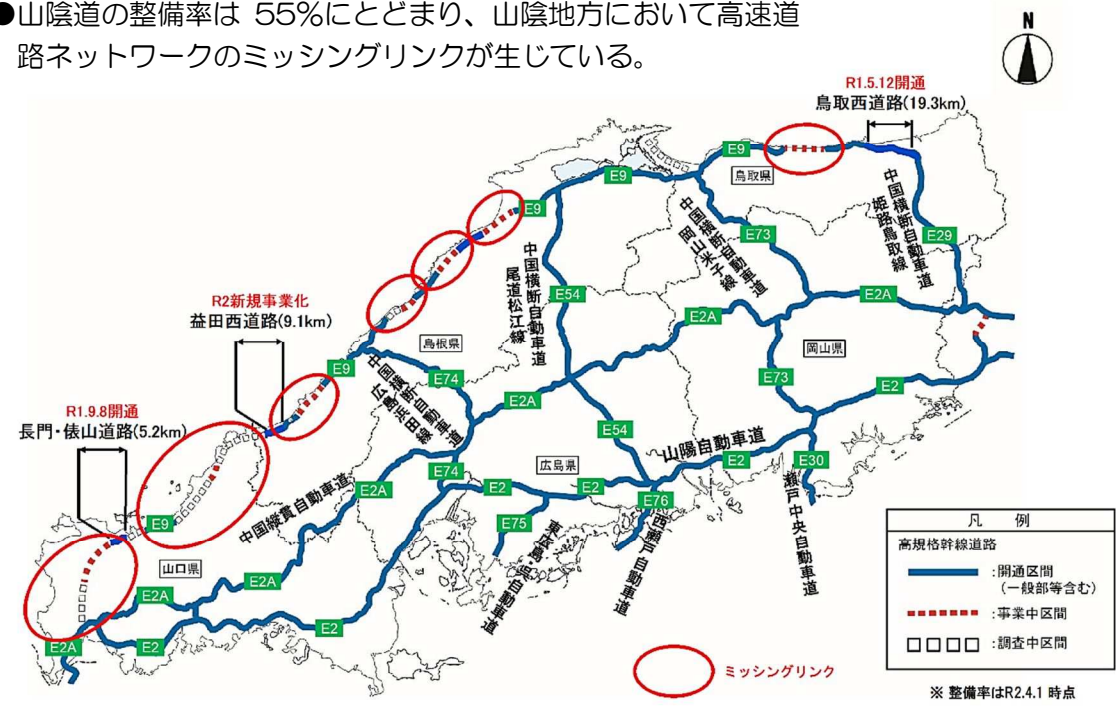 ●山陰道の整備率は 55%にとどまり、山陰地方において高速道
路ネットワークのミッシングリンクが生じている。
N
R1.5.12開通
鳥取西道路(19.3km)
E9
鳥取県
E9
E9
中国横断自動車道
岡山米子線
E73
中国横断自動車道
姫路鳥取線
E29
中国横断自動車道
尾道松江線
E54
E2A
E2A
R2新規事業化
益田西道路(9.1km)
島根県
岡山県
E9
中国横断自動車道
広島浜田線
E74
E73
E2
E2A
R1.9.8開通
長門・俵山道路(5.2km)
E54
山陽自動車道
広島県
E74
E2
E30
E2A
E2
E2
E76
瀬戸中央自動車道
E9
中国縦貫自動車道
E75
東広島・呉自動車道
西瀬戸自動車道
山口県
E2A
E2A
E2
E2A
E2
凡 例
高規格幹線道路
:開通区間
(一般部等含む)
:事業中区間
:調査中区間
ミッシングリンク
※ 整備率はR2.4.1 時点